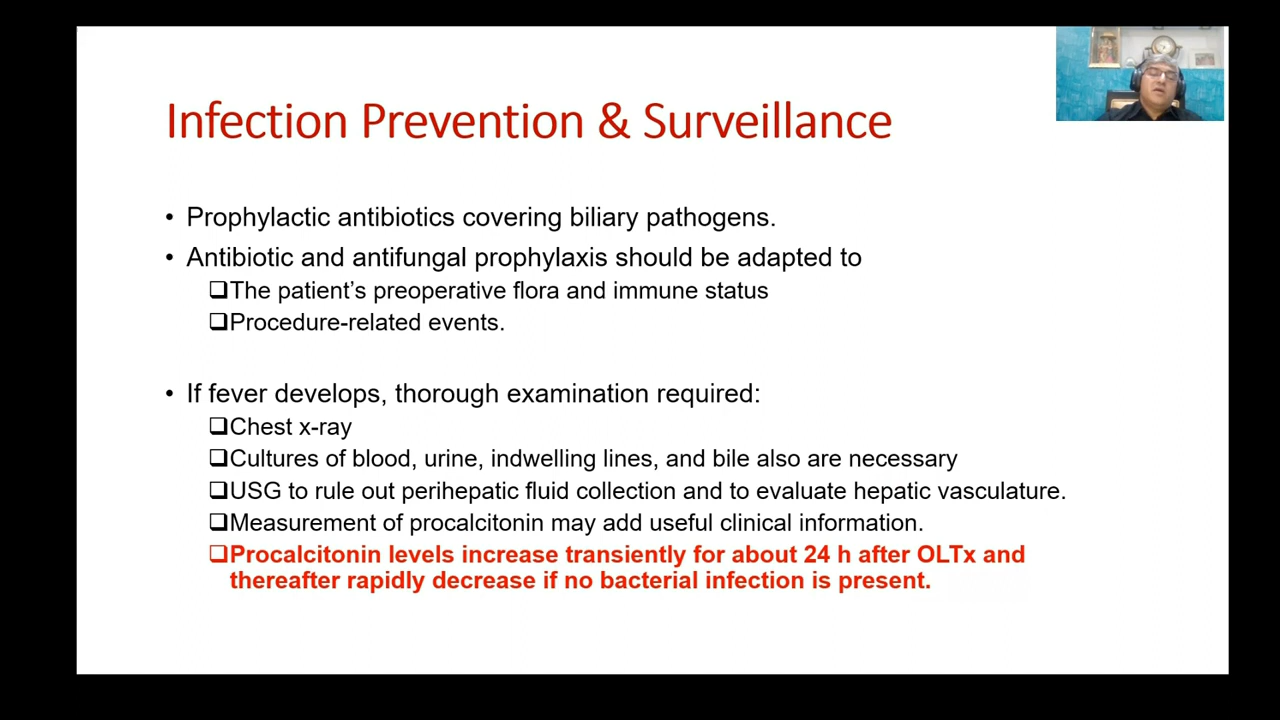 Infection Prevention & Surveillance
• Prophylactic antibiotics covering biliary pathogens.
• Antibiotic and antifungal prophylaxis should be adapted to
❑The patient’s preoperative flora and immune status
❑Procedure-related events.
• If fever develops, thorough examination required:
❑Chest x-ray
❑Cultures of blood, urine, indwelling lines, and bile also are necessary
❑USG to rule out perihepatic fluid collection and to evaluate hepatic vasculature.
❑Measurement of procalcitonin may add useful clinical information.
❑Procalcitonin levels increase transiently for about 24 h after OLTx and
thereafter rapidly decrease if no bacterial infection is present.